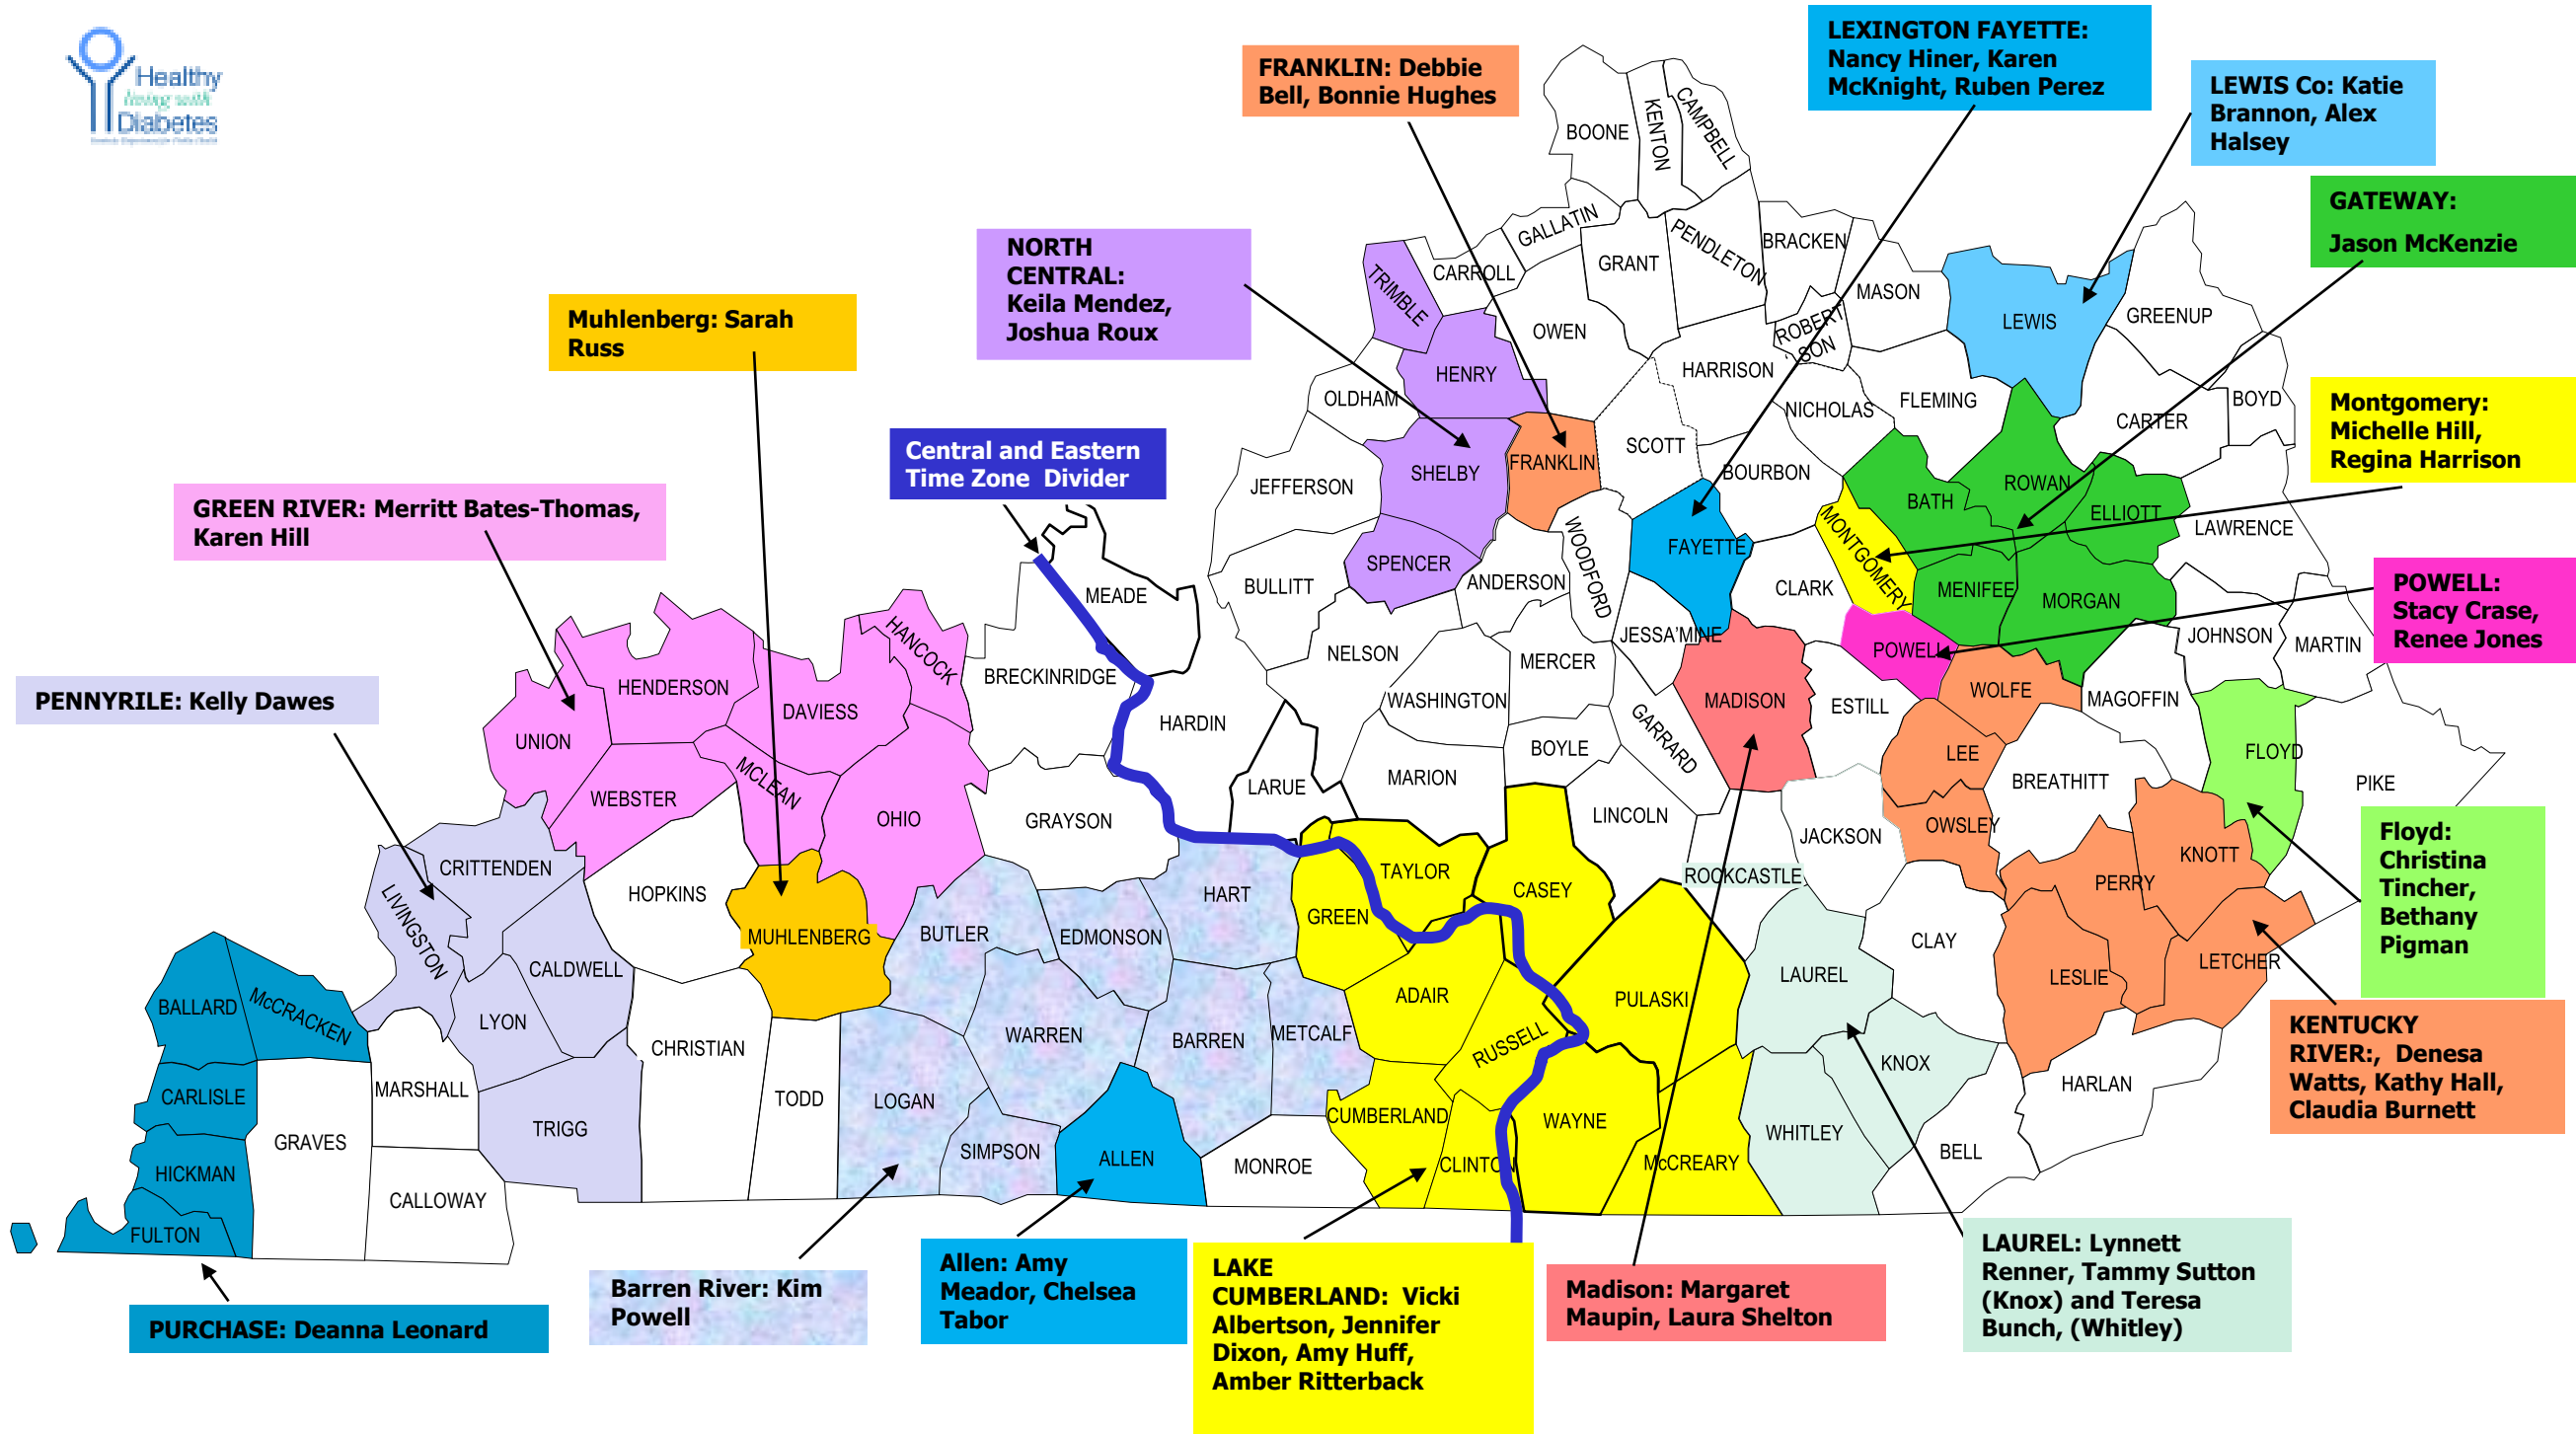 Healthy
living with
Diabetes
FRANKLIN: Debbie
Bell, Bonnie Hughes
LEXINGTON FAYETTE:
Nancy Hiner, Karen
McKnight, Ruben Perez
LEWIS Co: Katie
Brannon, Alex
Halsey
GATEWAY:
Jason McKenzie
NORTH
CENTRAL:
Keila Mendez,
Joshua Roux
Muhlenberg: Sarah
Russ
Central and Eastern
Time Zone  Divider
Montgomery:
Michelle Hill,
Regina Harrison
GREEN RIVER: Merritt Bates-Thomas,
Karen Hill
POWELL:
Stacy Crase,
Renee Jones
PENNYRILE: Kelly Dawes
Floyd:
Christina
Tincher,
Bethany
Pigman
KENTUCKY
RIVER:,  Denesa
Watts, Kathy Hall,
Claudia Burnett
LAUREL: Lynnett
Renner, Tammy Sutton
(Knox) and Teresa
Bunch, (Whitley)
Madison: Margaret
Maupin, Laura Shelton
LAKE
CUMBERLAND:  Vicki
Albertson, Jennifer
Dixon, Amy Huff,
Amber Ritterback
Allen: Amy
Meador, Chelsea
Tabor
Barren River: Kim
Powell
PURCHASE: Deanna Leonard
BOONE
KENTON
CAMPBELL
GALLATIN
CARROLL
TRIMBLE
GRANT
PENDLETON
BRACKEN
MASON
ROBERT
SON
LEWIS
GREENUP
OWEN
HENRY
HARRISON
OLDHAM
NICHOLAS
FLEMING
CARTER
BOYD
SCOTT
SHELBY
FRANKLIN
JEFFERSON
BOURBON
BATH
ROWAN
ELLIOTT
LAWRENCE
MONTGOMERY
WOODFORD
FAYETTE
SPENCER
ANDERSON
BULLITT
CLARK
MENIFEE
MORGAN
MEADE
JESSA'MINE
POWELL
JOHNSON
MARTIN
HANCOCK
BRECKINRIDGE
NELSON
MERCER
WASHINGTON
HENDERSON
DAVIESS
HARDIN
MADISON
ESTILL
WOLFE
MAGOFFIN
UNION
GARRARD
BOYLE
LEE
FLOYD
PIKE
WEBSTER
MCLEAN
LARUE
MARION
BREATHITT
OHIO
GRAYSON
LINCOLN
JACKSON
OWSLEY
KNOTT
CRITTENDEN
TAYLOR
CASEY
ROCKCASTLE
PERRY
HOPKINS
HART
LIVINGSTON
MUHLENBERG
BUTLER
EDMONSON
GREEN
CLAY
LETCHER
CALDWELL
LAUREL
LESLIE
BALLARD
McCRACKEN
LYON
ADAIR
PULASKI
WARREN
BARREN
METCALF
RUSSELL
CHRISTIAN
KNOX
HARLAN
CARLISLE
MARSHALL
TODD
LOGAN
CUMBERLAND
WAYNE
WHITLEY
GRAVES
TRIGG
SIMPSON
ALLEN
MONROE
CLINTON
McCREARY
BELL
HICKMAN
CALLOWAY
FULTON